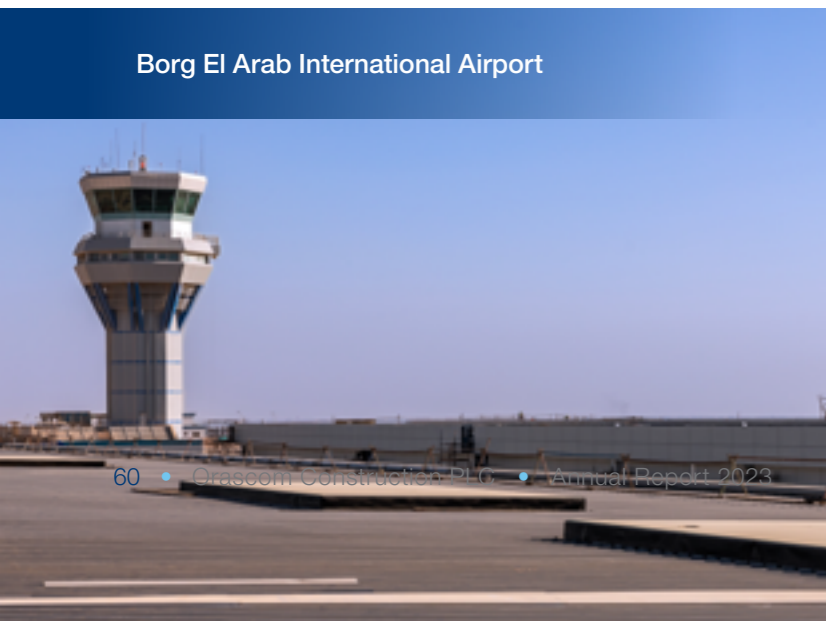 Borg El Arab International Airport
60 • Orascom Construction PLC • Annual Report 2023